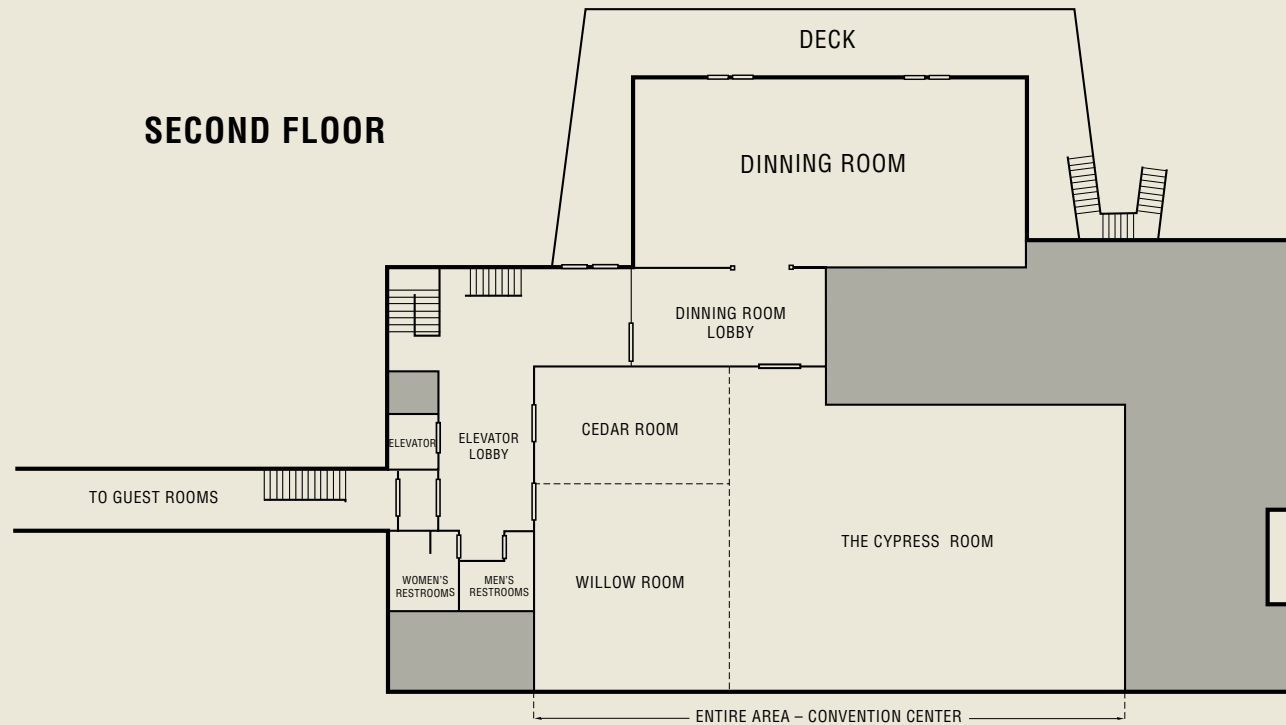 DECK
SECOND FLOOR
DINNING ROOM
DINNING ROOM
LOBBY
CEDAR ROOM
ELEVATOR
ELEVATOR
LOBBY
TO GUEST ROOMS
THE CYPRESS ROOM
WOMEN'S
RESTROOMS
MEN'S
RESTROOMS
WILLOW ROOM
ENTIRE AREA – CONVENTION CENTER